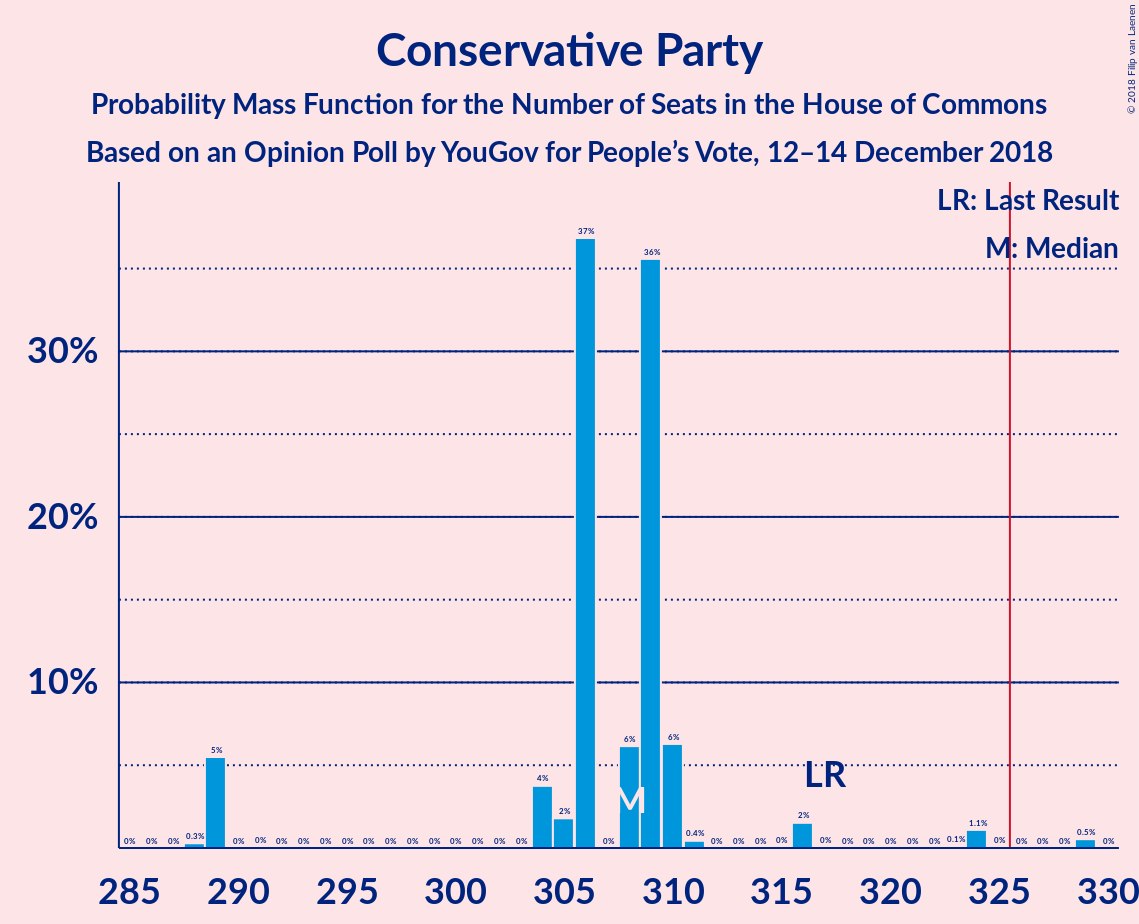 Conservative Party
Probability Mass Function for the Number of Seats in the House of Commons
Based on an Opinion Poll by YouGov for People’s Vote, 12–14 December 2018
© 2018 Filip van Laenen
LR: Last Result
M: Median
37%
36%
30%
20%
10%
6% 6%
5%
LR
4%
M
2% 2%
1.1%
0.5%
0.4%
0.3%
0.1%
0% 0% 0% 0% 0% 0% 0% 0% 0% 0% 0% 0% 0% 0% 0% 0% 0% 0% 0% 0% 0% 0% 0% 0% 0% 0% 0% 0% 0% 0% 0% 0%
285 290 295 300 305 310 315 320 325 330